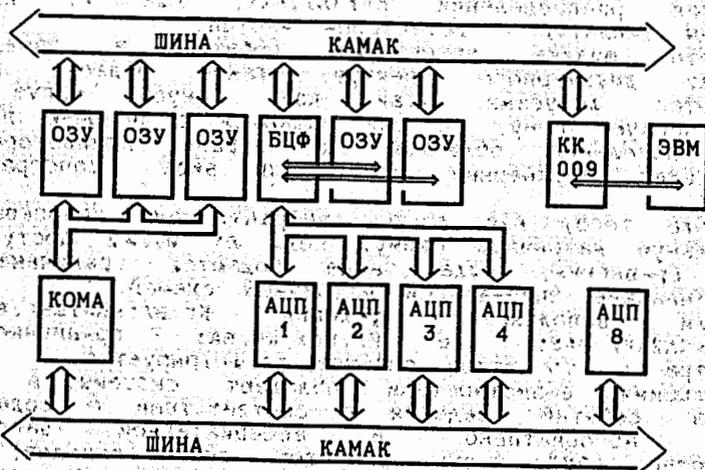 ШИНА КАМАК
ОЗУ ОЗУ ОЗУ БЦФ ОЗУ ОЗУ КК. ЭВМ
009
КОМА АЦП АЦП АЦП АЦП АЦП
1 2 3 4 8
ШИНА КАМАК